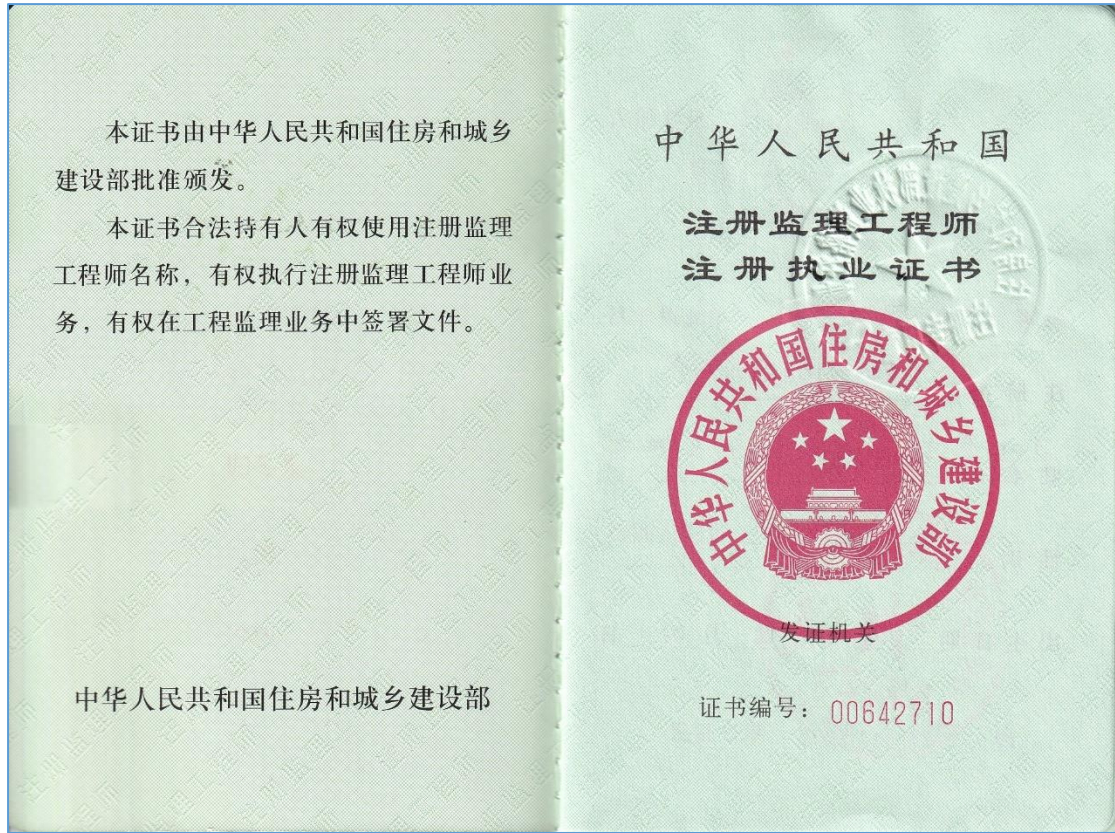 本证书由中华人民共和国住房和城乡
建设部批准颁发。
本证书合法持有人有权使用注册监理
工程师名称，有权执行注册监理工程师业
务，有权在工程监理业务中签署文件。
中华人民共和国住房和城乡建设部
中华人民共和国
注册监理工程师
注册执业证书
中华人民共和国住房和城乡建设部
发证机关
证书编号：00642710